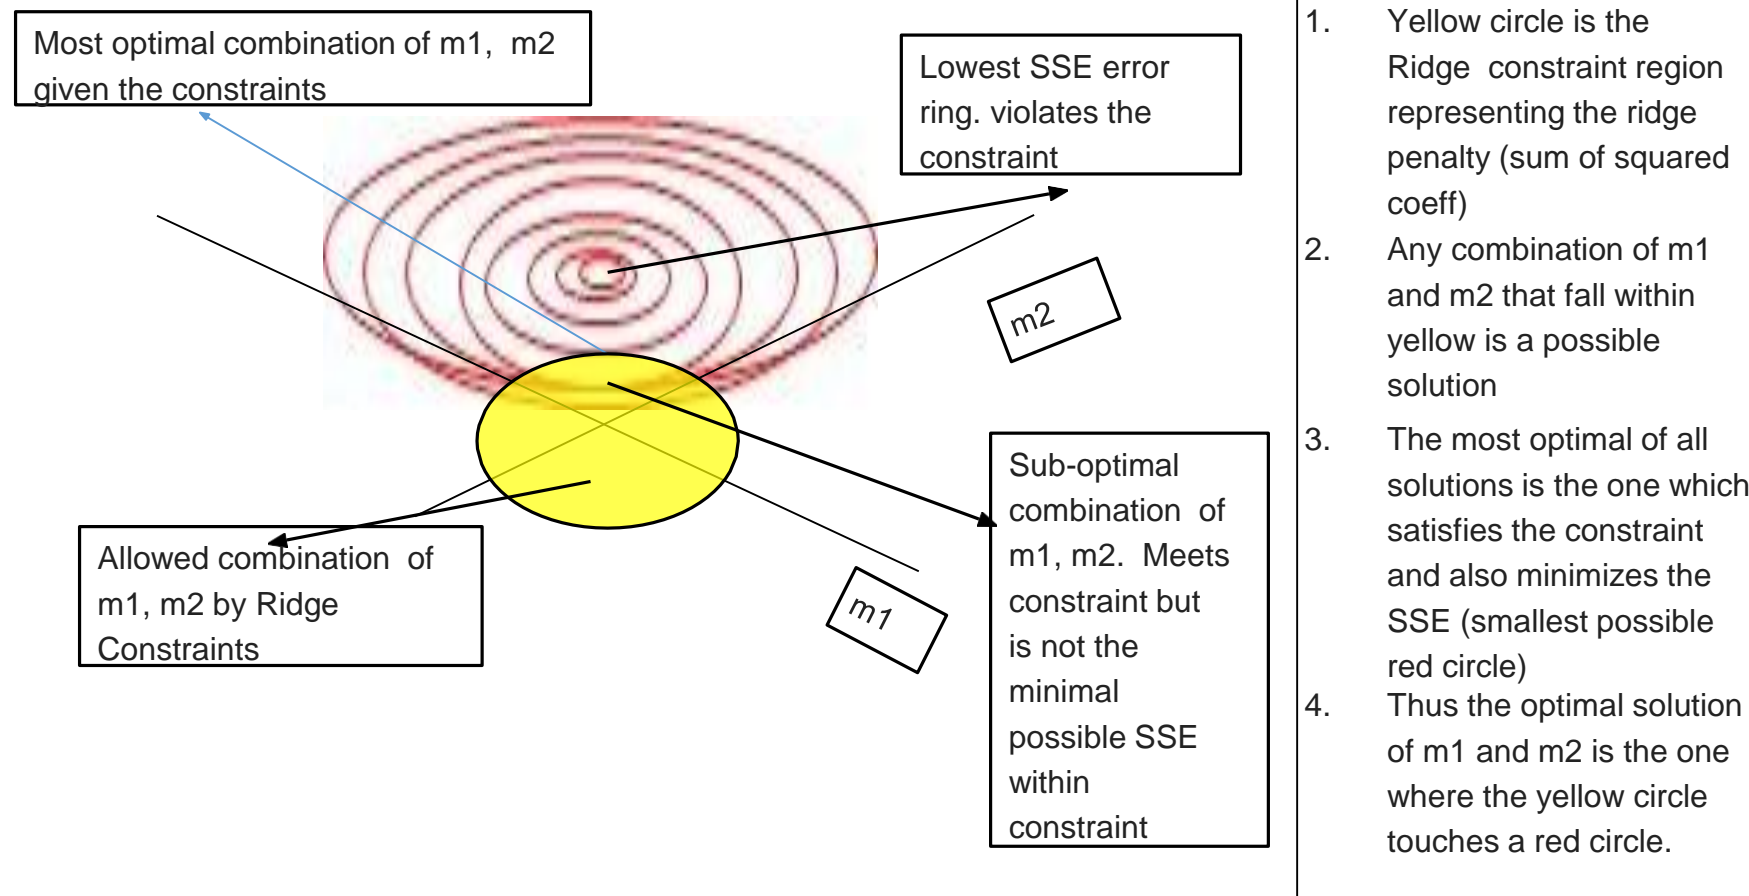 Most optimal combination of m1, m2
given the constraints
Lowest SSE error
ring. violates the
constraint
m2
Sub-optimal
combination of
m1, m2. Meets
constraint but
is not the
minimal
possible SSE
within
constraint
Allowed combination of
m1, m2 by Ridge
Constraints
m1
1. Yellow circle is the
Ridge constraint region
representing the ridge
penalty (sum of squared
coeff)
2. Any combination of m1
and m2 that fall within
yellow is a possible
solution
3. The most optimal of all
solutions is the one which
satisfies the constraint
and also minimizes the
SSE (smallest possible
red circle)
4. Thus the optimal solution
of m1 and m2 is the one
where the yellow circle
touches a red circle.